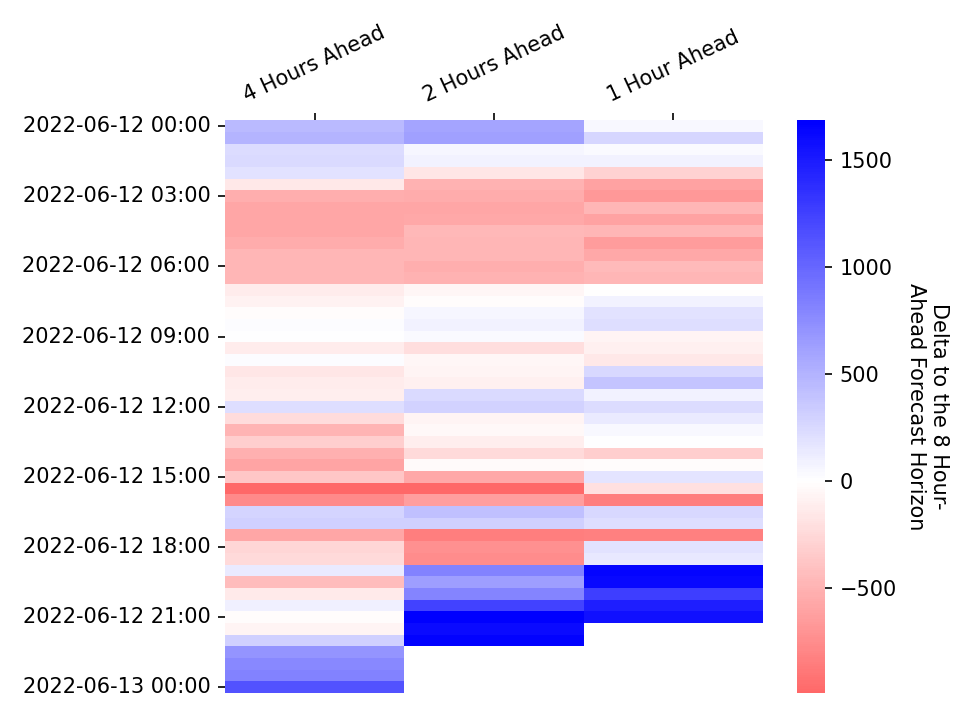 4 Hours Ahead
2 Hours Ahead
1 Hour Ahead
2022-06-12 00:00
2022-06-12 03:00
2022-06-12 06:00
2022-06-12 09:00
2022-06-12 12:00
2022-06-12 15:00
2022-06-12 18:00
2022-06-12 21:00
2022-06-13 00:00
1500
1000
500
0
−500
Delta to the 8 Hour-
Ahead Forecast Horizon